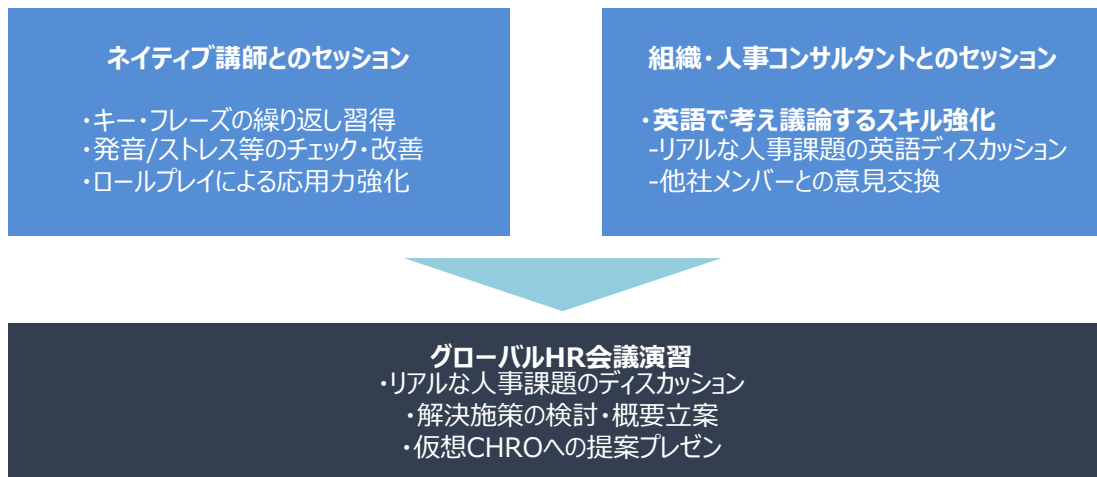 ネイティブ講師とのセッション
・キー・フレーズの繰り返し習得
・発音/ストレス等のチェック・改善
・ロールプレイによる応用力強化
組織・人事コンサルタントとのセッション
・英語で考え議論するスキル強化
-リアルな人事課題の英語ディスカッション
-他社メンバーとの意見交換
グローバルHR会議演習
・リアルな人事課題のディスカッション
・解決施策の検討・概要立案
・仮想CHROへの提案プレゼン